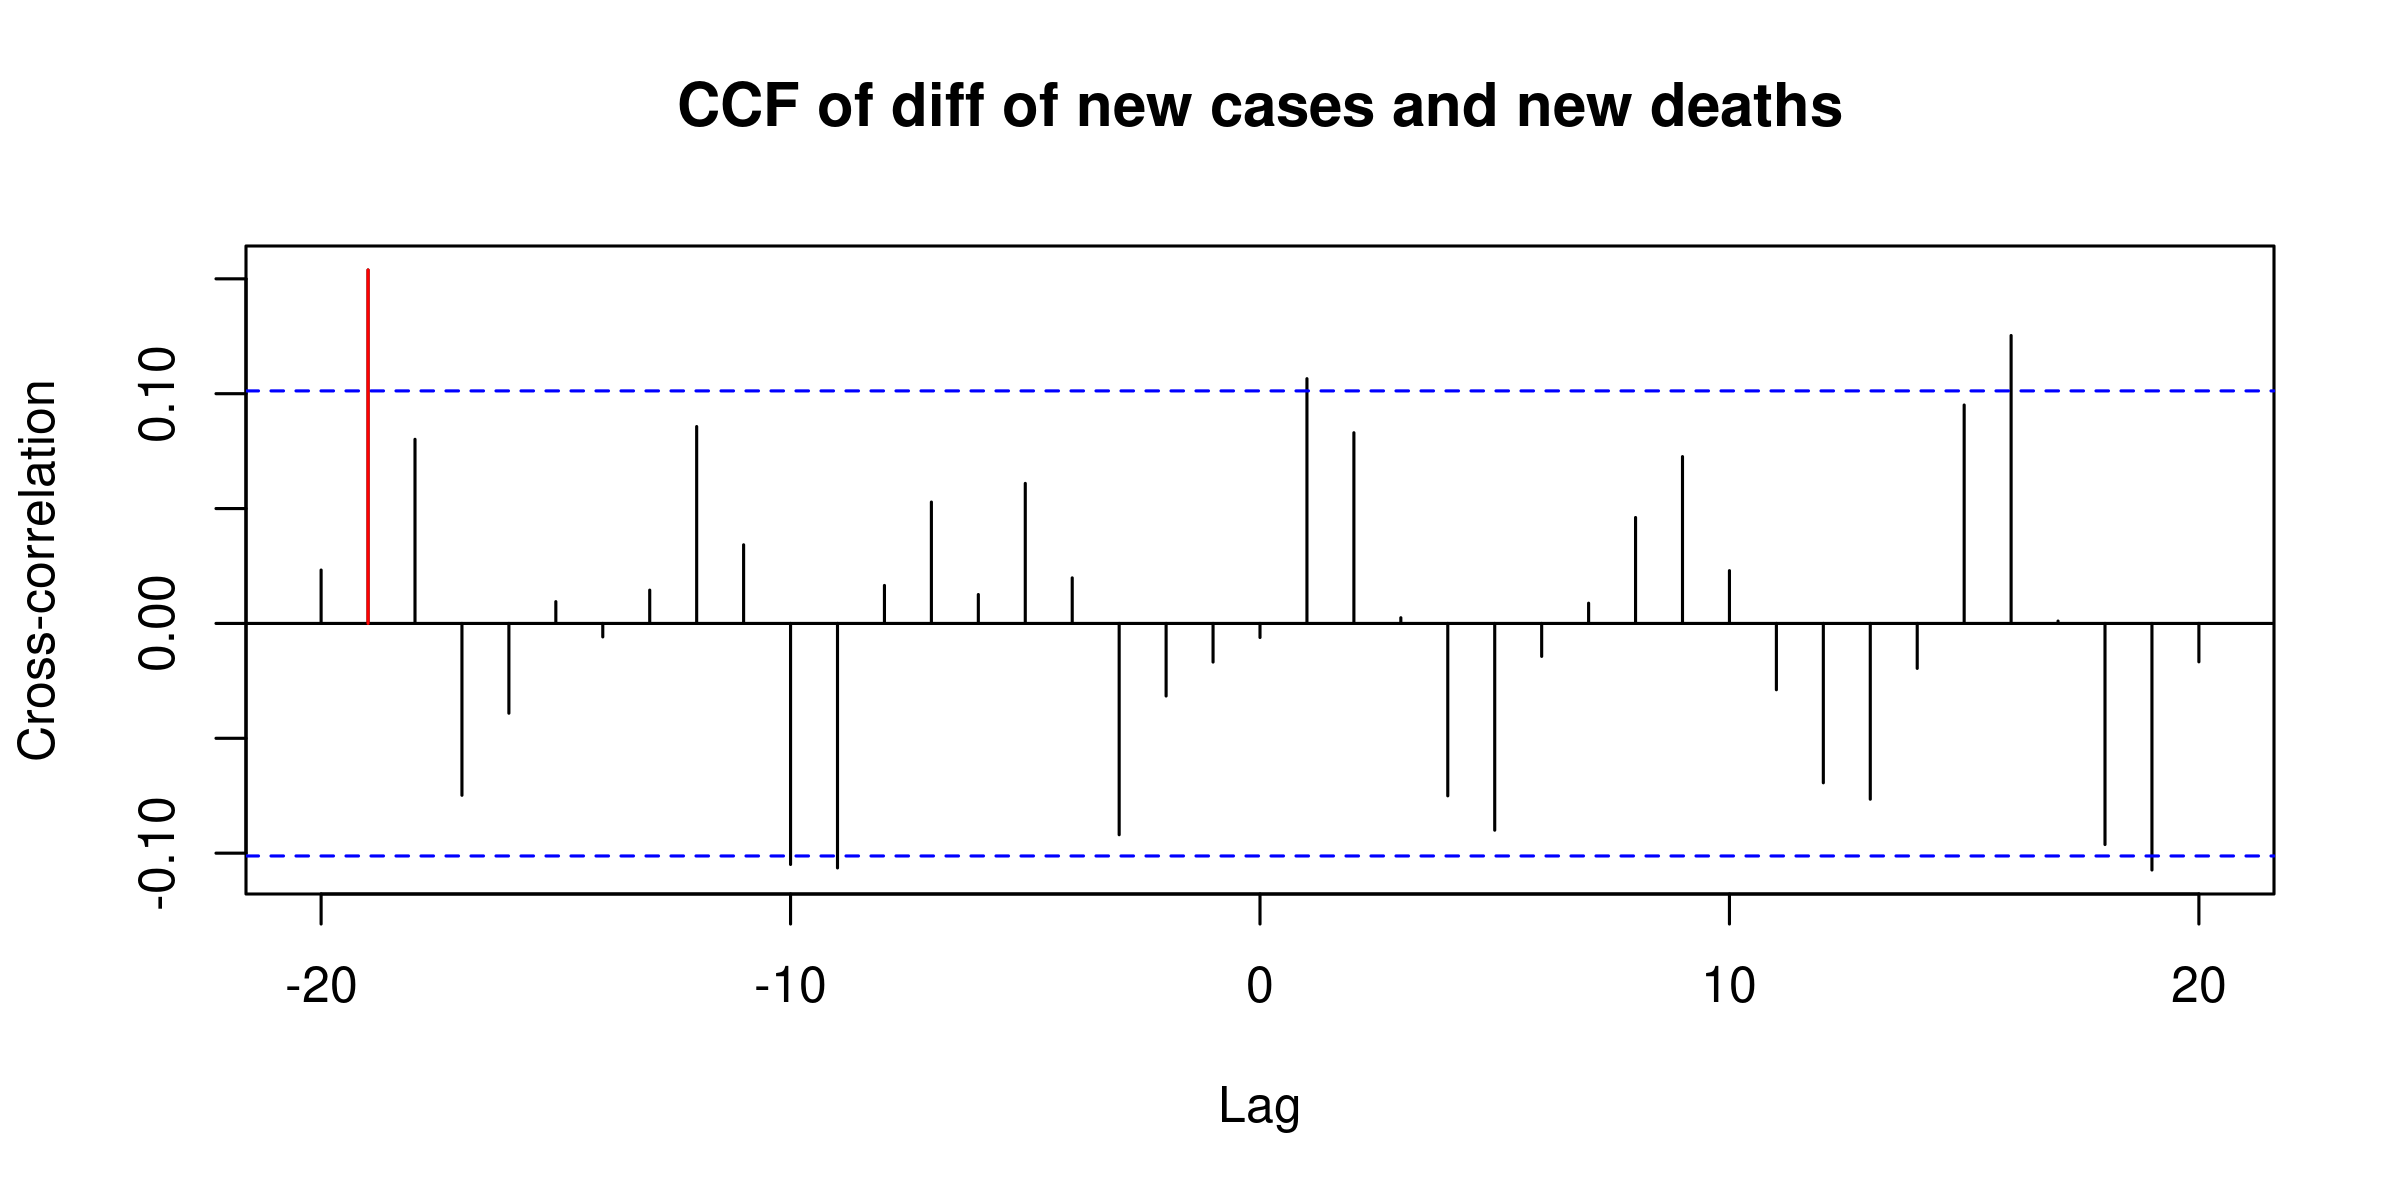 CCF of diff of new cases and new deaths
Cross-correlation
0.10
0.00
-0.10
-20 -10 0 10 20
Lag